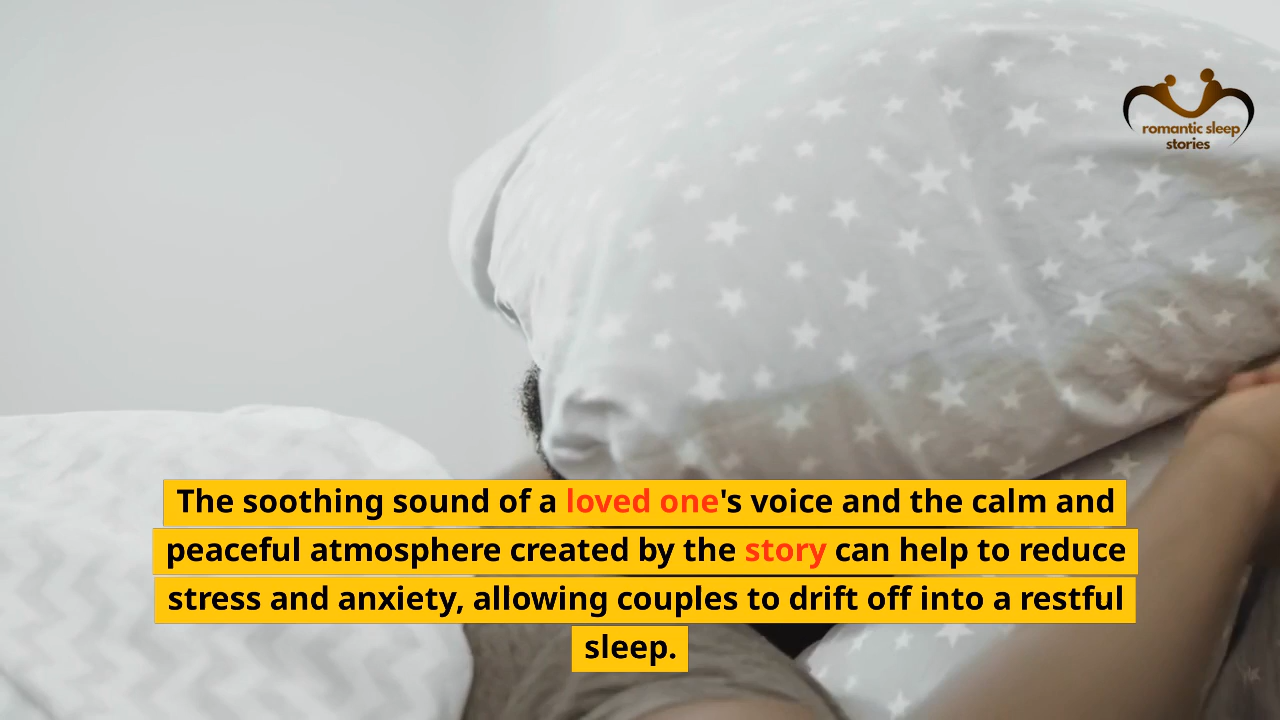 romantic sleep
stories
The soothing sound of a loved one's voice and the calm and
peaceful atmosphere created by the story can help to reduce
stress and anxiety, allowing couples to drift off into a restful
sleep.